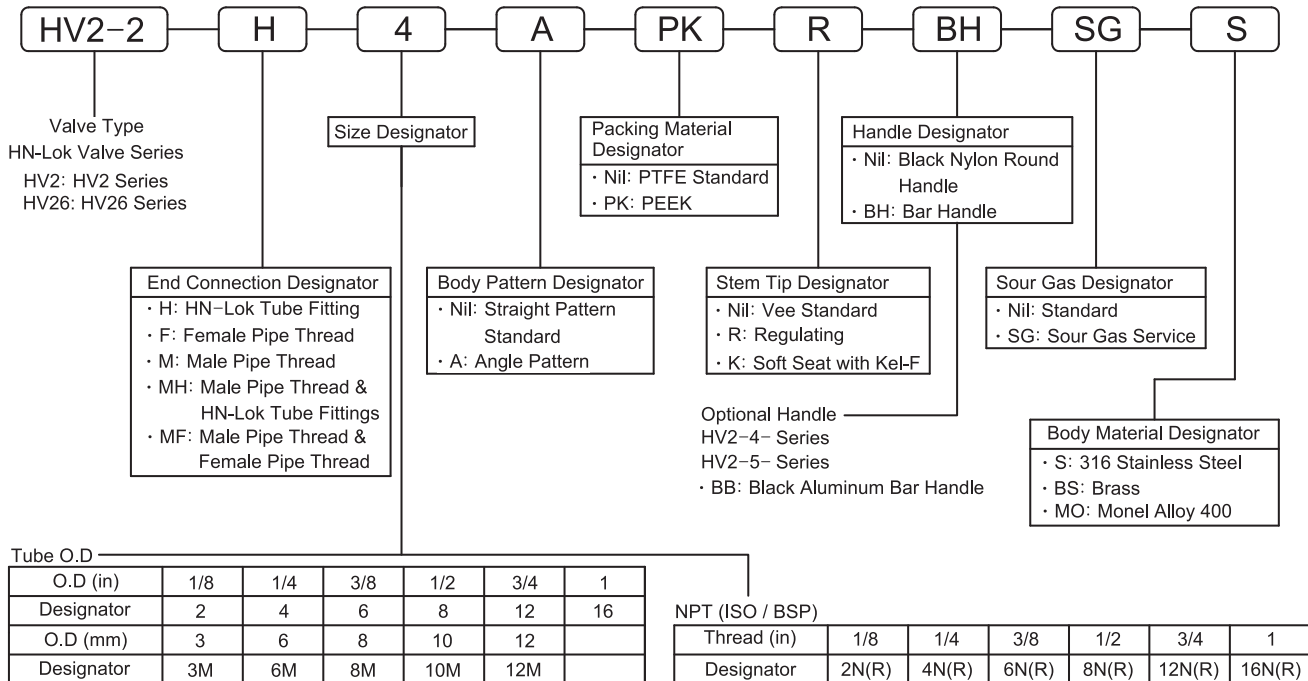 HV2-2 H 4 A PK R BH SG S
Valve Type
HN-Lok Valve Series
HV2: HV2 Series
HV26: HV26 Series
Size Designator
Packing Material
Designator
· Nil: PTFE Standard
· PK: PEEK
Handle Designator
· Nil: Black Nylon Round
Handle
· BH: Bar Handle
End Connection Designator
· H: HN-Lok Tube Fitting
· F: Female Pipe Thread
· M: Male Pipe Thread
· MH: Male Pipe Thread &
HN-Lok Tube Fittings
· MF: Male Pipe Thread &
Female Pipe Thread
Body Pattern Designator
· Nil: Straight Pattern
Standard
· A: Angle Pattern
Stem Tip Designator
· Nil: Vee Standard
· R: Regulating
· K: Soft Seat with Kel-F
Sour Gas Designator
· Nil: Standard
· SG: Sour Gas Service
Optional Handle
HV2-4- Series
HV2-5- Series
· BB: Black Aluminum Bar Handle
Body Material Designator
· S: 316 Stainless Steel
· BS: Brass
· MO: Monel Alloy 400
Tube O.D
O.D (in) 1/8 1/4 3/8 1/2 3/4 1
Designator 2 4 6 8 12 16
O.D (mm) 3 6 8 10 12
Designator 3M 6M 8M 10M 12M
NPT (ISO / BSP)
Thread (in) 1/8 1/4 3/8 1/2 3/4 1
Designator 2N(R) 4N(R) 6N(R) 8N(R) 12N(R) 16N(R)